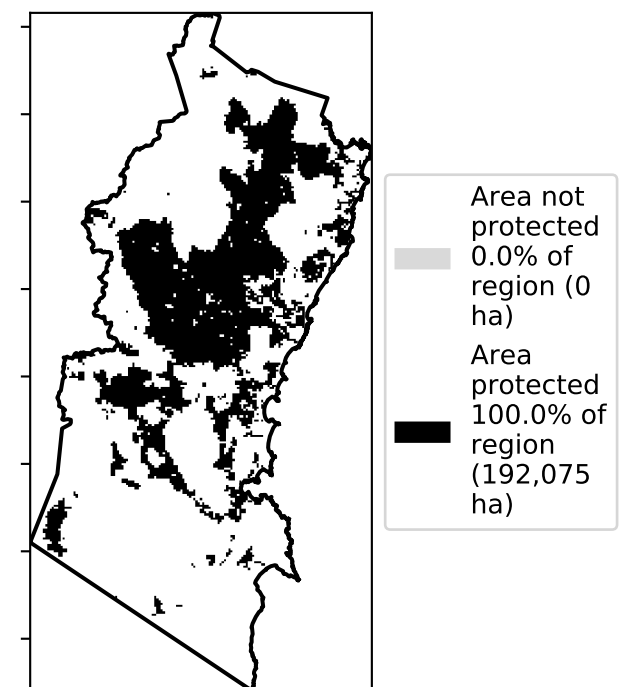 Area not
protected
0.0% of
region (0
ha)
Area
protected
100.0% of
region
(192,075
ha)